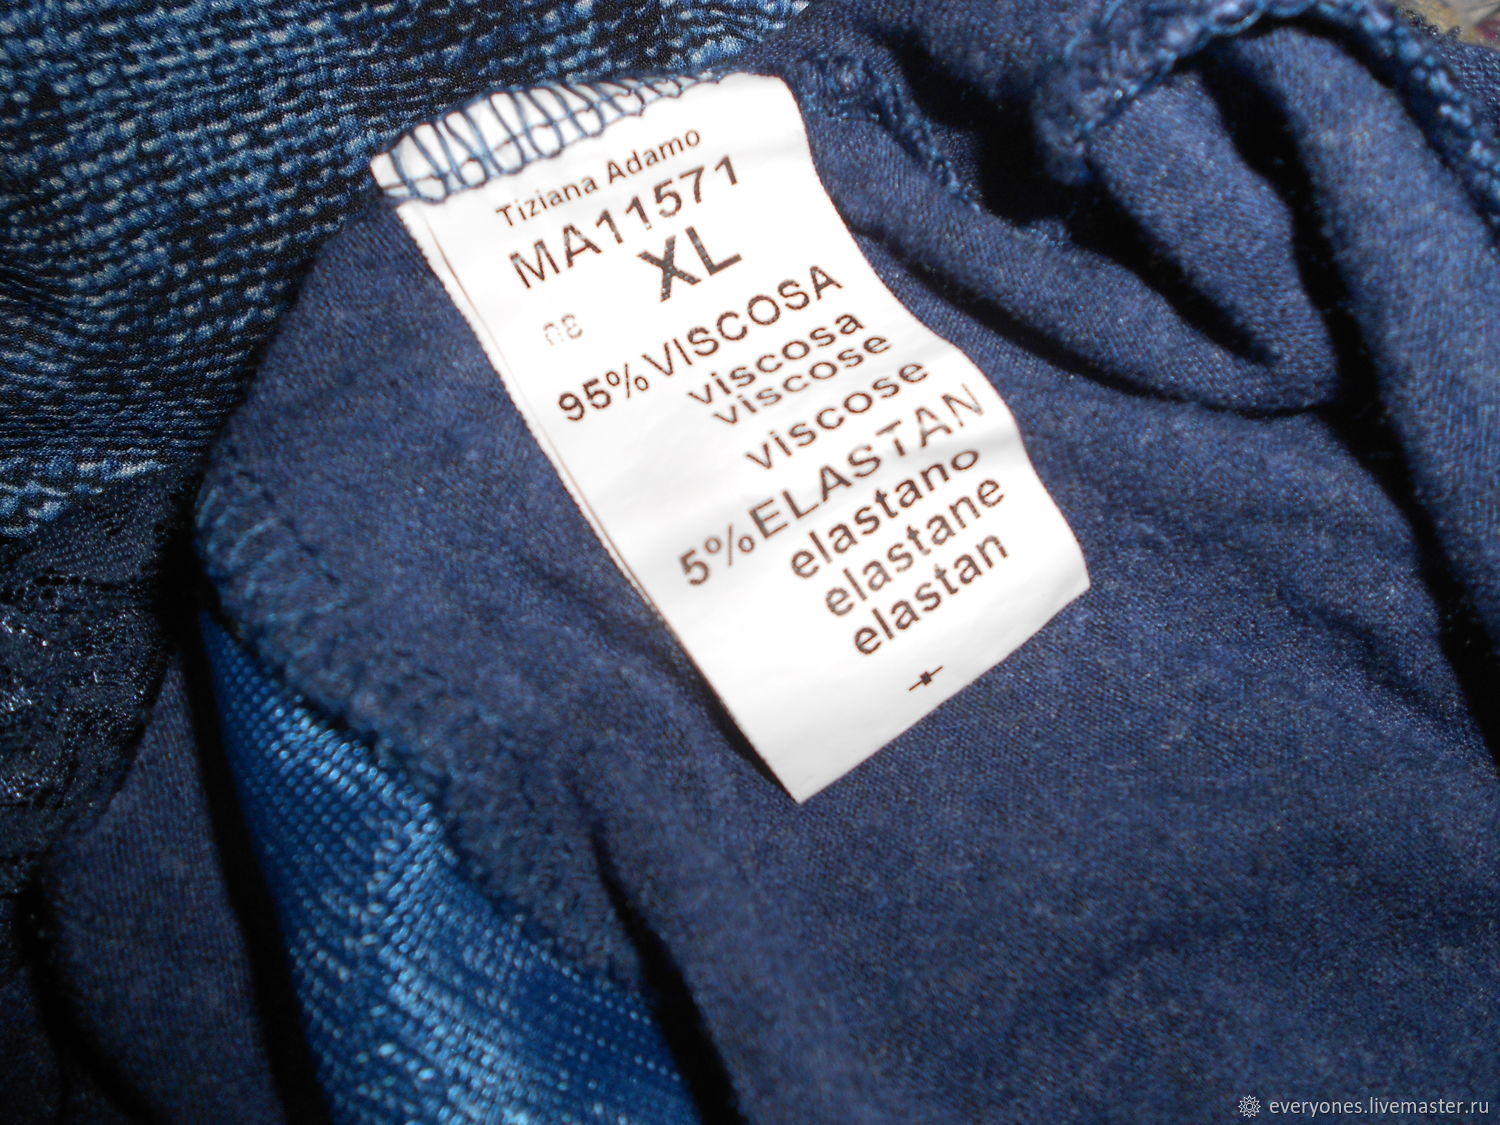 Tiziana Adamo
MA11571
XL
95% VISCOSA
viscosa
viscose
viscose
5% ELASTAN
elastano
elastane
elastan
everyones.livemaster.ru